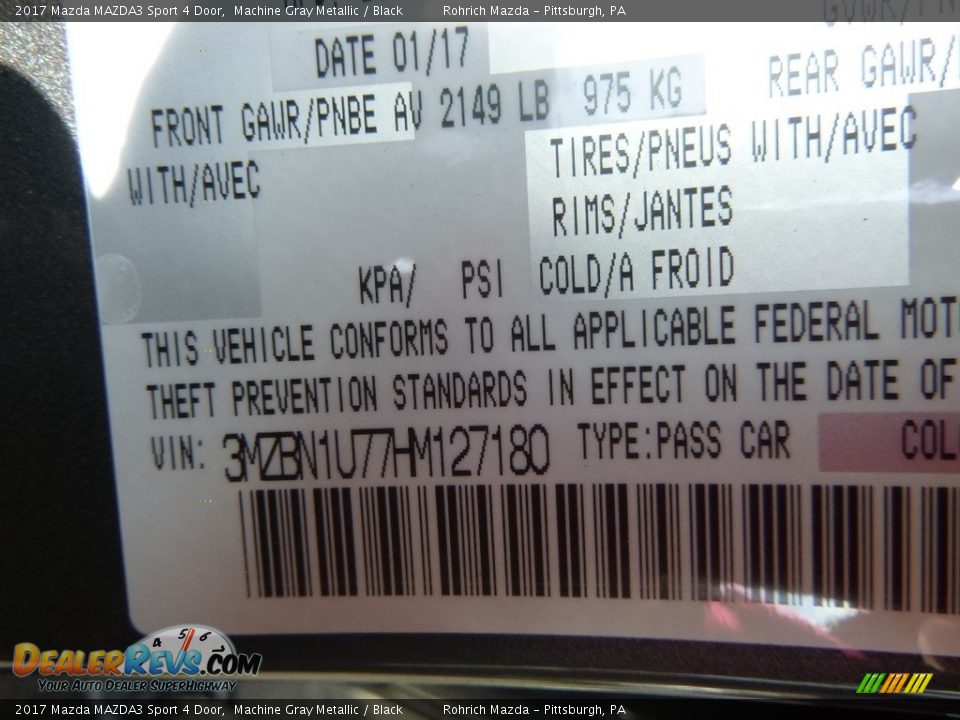 2017 Mazda MAZDA3 Sport 4 Door, Machine Gray Metallic / Black Rohrich Mazda - Pittsburgh, PA
DATE 01/17
FRONT GAWR/PNBE AV 2149 LB 975 KG REAR GAWR/
WITH/AVEC TIRES/PNEUS WITH/AVEC
RIMS/JANTES
KPA/ PSI COLD/A FROID
THIS VEHICLE CONFORMS TO ALL APPLICABLE FEDERAL MOT
THEFT PREVENTION STANDARDS IN EFFECT ON THE DATE OF
VIN: 3MZBN1U77HM127180 TYPE:PASS CAR COL
4 5 6
DEALERREVS.COM
YOUR AUTO DEALER SUPERHIGHWAY
2017 Mazda MAZDA3 Sport 4 Door, Machine Gray Metallic / Black Rohrich Mazda - Pittsburgh, PA